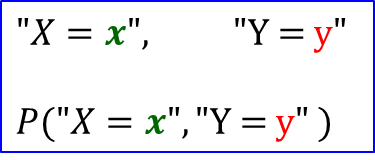 "X = x", "Y = y"
P("X = x", "Y = y" )